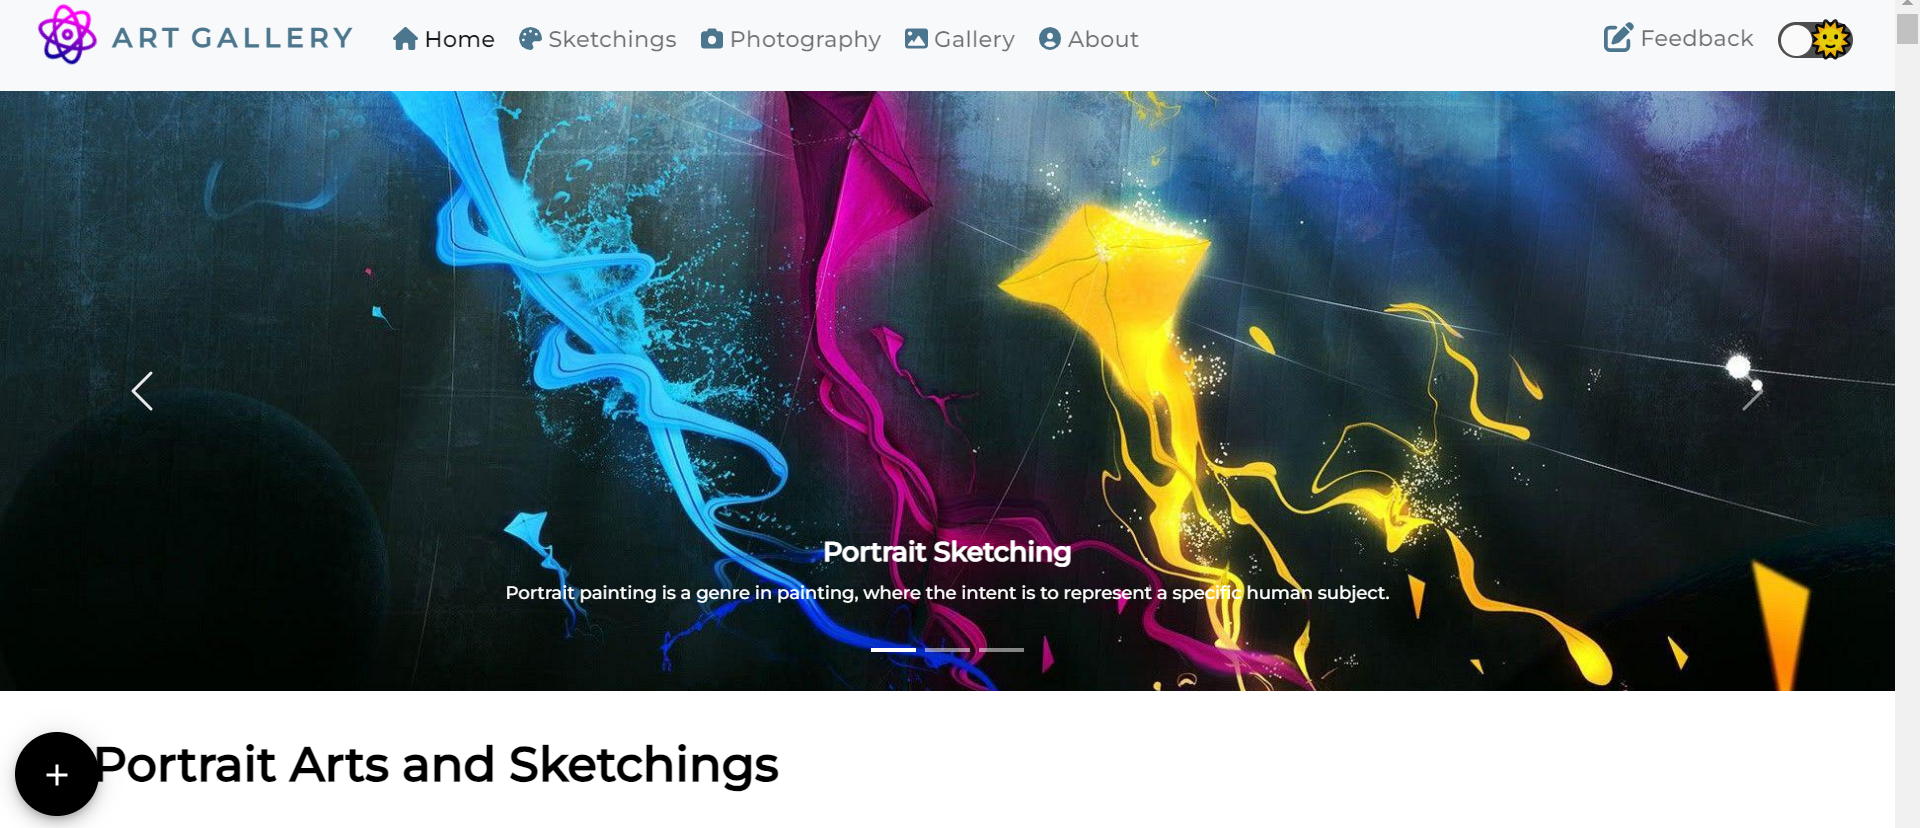 ART GALLERY Home Sketchings Photography Gallery About Feedback
Portrait Sketching
Portrait painting is a genre in painting, where the intent is to represent a specific human subject.
Portrait Arts and Sketchings